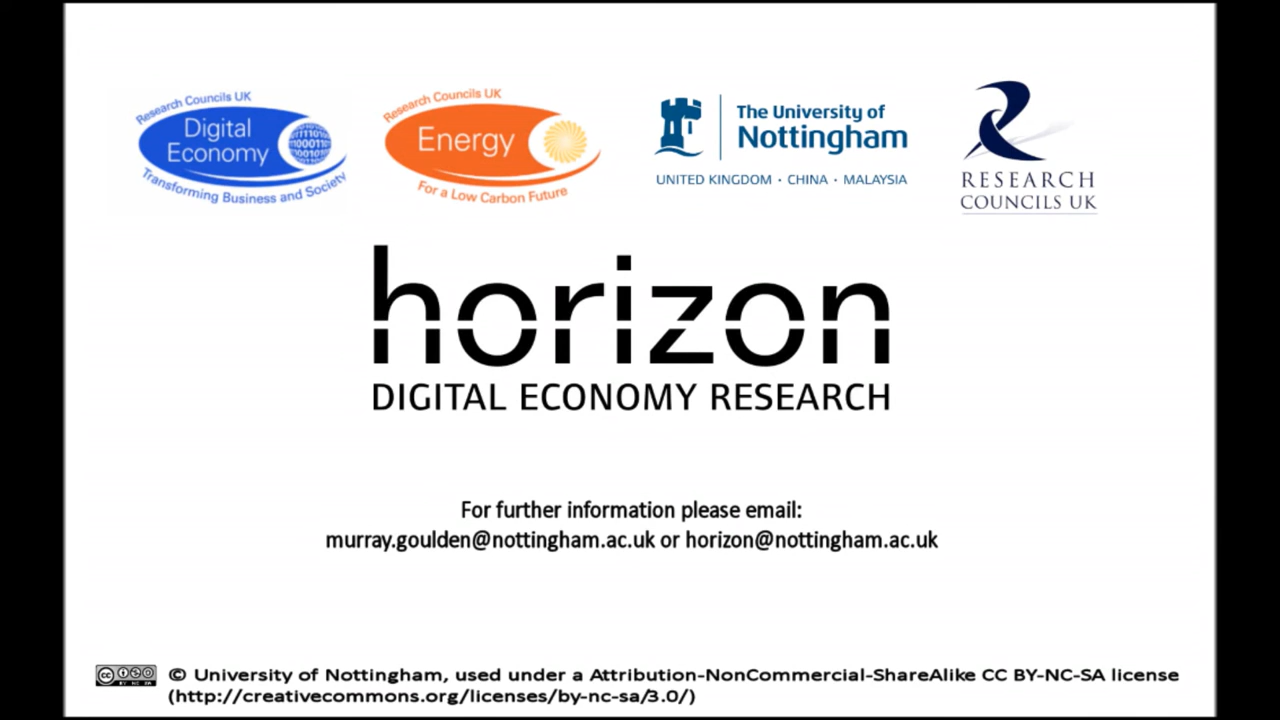 Research Councils UK
Digital
Economy
Transforming Business and Society
Research Councils UK
Energy
For a Low Carbon Future
The University of
Nottingham
UNITED KINGDOM · CHINA · MALAYSIA
RESEARCH
COUNCILS UK
horizon
DIGITAL ECONOMY RESEARCH
For further information please email:
murray.goulden@nottingham.ac.uk or horizon@nottingham.ac.uk
© University of Nottingham, used under a Attribution-NonCommercial-ShareAlike CC BY-NC-SA license
(http://creativecommons.org/licenses/by-nc-sa/3.0/)